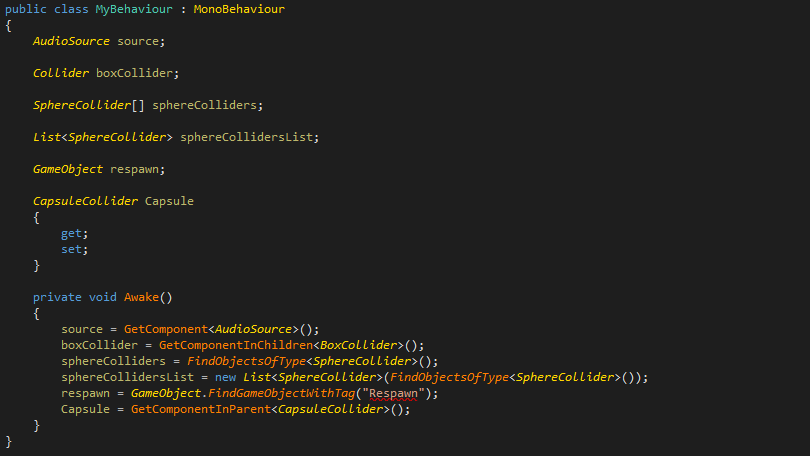 public class MyBehaviour : MonoBehaviour
{
    AudioSource source;

    Collider boxCollider;

    SphereCollider[] sphereColliders;

    List<SphereCollider> sphereCollidersList;

    GameObject respawn;

    CapsuleCollider Capsule
    {
        get;
        set;
    }

    private void Awake()
    {
        source = GetComponent<AudioSource>();
        boxCollider = GetComponentInChildren<BoxCollider>();
        sphereColliders = FindObjectsOfType<SphereCollider>();
        sphereCollidersList = new List<SphereCollider>(FindObjectsOfType<SphereCollider>());
        respawn = GameObject.FindGameObjectWithTag("Respawn");
        Capsule = GetComponentInParent<CapsuleCollider>();
    }
}